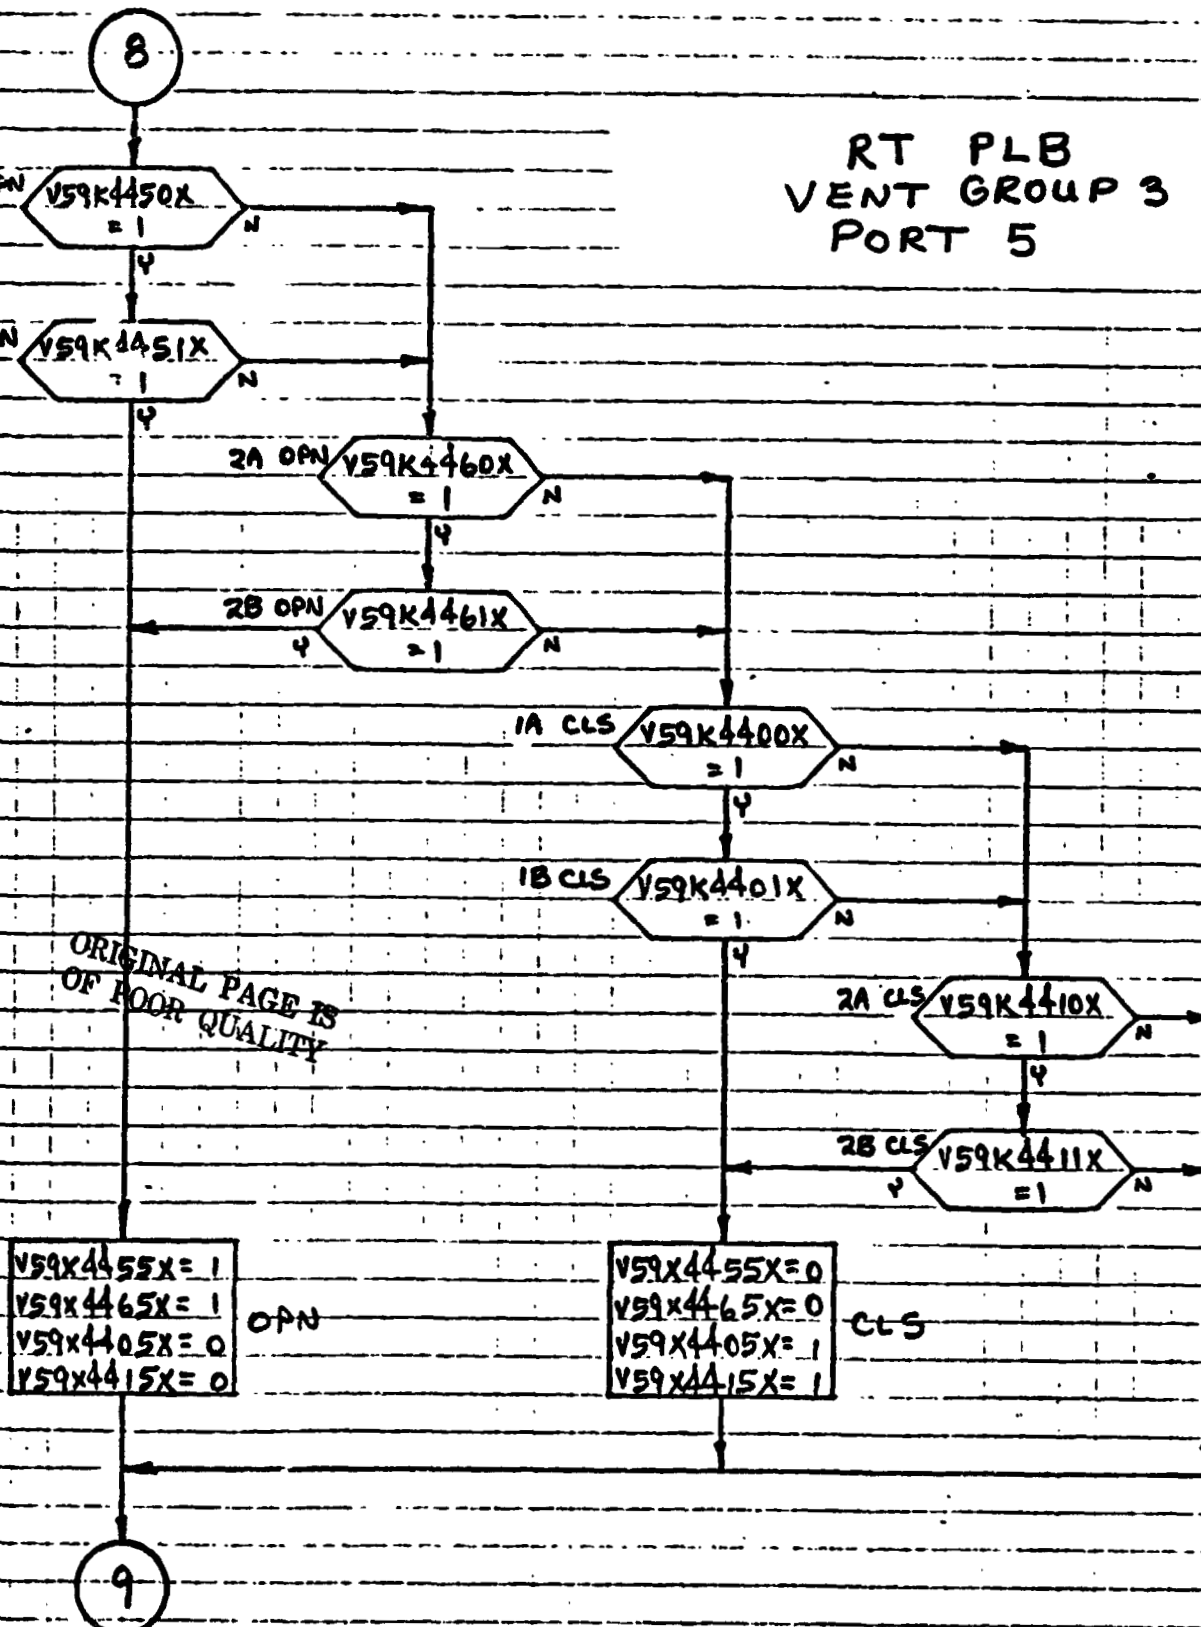 8
RT PLB
VENT GROUP 3
PORT 5
V59K4450X
= 1
N
Y
V59K4451X
= 1
N
Y
2A OPN
V59K4460X
= 1
N
Y
2B OPN
V59K4461X
= 1
Y
N
1A CLS
V59K4400X
= 1
N
Y
1B CLS
V59K4401X
= 1
N
Y
ORIGINAL PAGE IS
OF POOR QUALITY
2A CLS
V59K4410X
= 1
N
Y
2B CLS
V59K4411X
= 1
Y
N
V59X4455X= 1
V59X4465X= 1
V59X4405X= 0
V59X4415X= 0
OPN
V59X4455X=0
V59X4465X=0
V59X4405X= 1
V59X4415X= 1
CLS
9